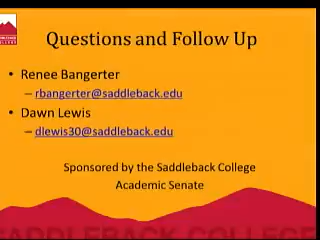 Questions and Follow Up
• Renee Bangerter
– rbangerter@saddleback.edu
• Dawn Lewis
– dlewis30@saddleback.edu
Sponsored by the Saddleback College
Academic Senate
SADDLEBACK COLLEGE